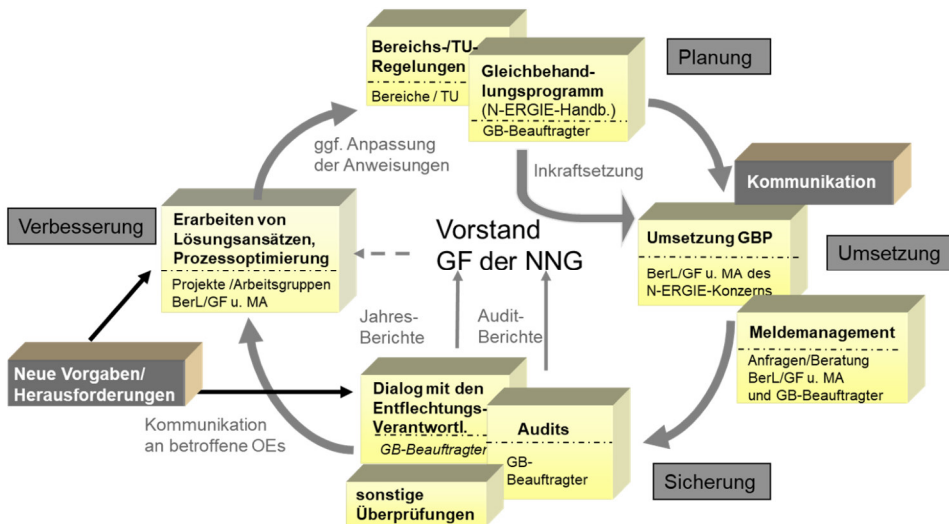 Bereichs-/TU-
Regelungen
Bereiche / TU
Gleichbehand-
lungsprogramm
(N-ERGIE-Handb.)
GB-Beauftragter
Planung
ggf. Anpassung
der Anweisungen
Inkraftsetzung
Kommunikation
Verbesserung
Erarbeiten von
Lösungsansätzen,
Prozessoptimierung
Projekte /Arbeitsgruppen
BerL/GF u. MA
Vorstand
GF der NNG
Umsetzung GBP
BerL/GF u. MA des
N-ERGIE-Konzerns
Umsetzung
Jahres-
Berichte
Audit-
Berichte
Meldemanagement
Anfragen/Beratung
BerL/GF u. MA
und GB-Beauftragter
Neue Vorgaben/
Herausforderungen
Kommunikation
an betroffene OEs
Dialog mit den
Entflechtungs-
Verantwortl.
GB-Beauftragter
Audits
GB-
Beauftragter
Sicherung
sonstige
Überprüfungen